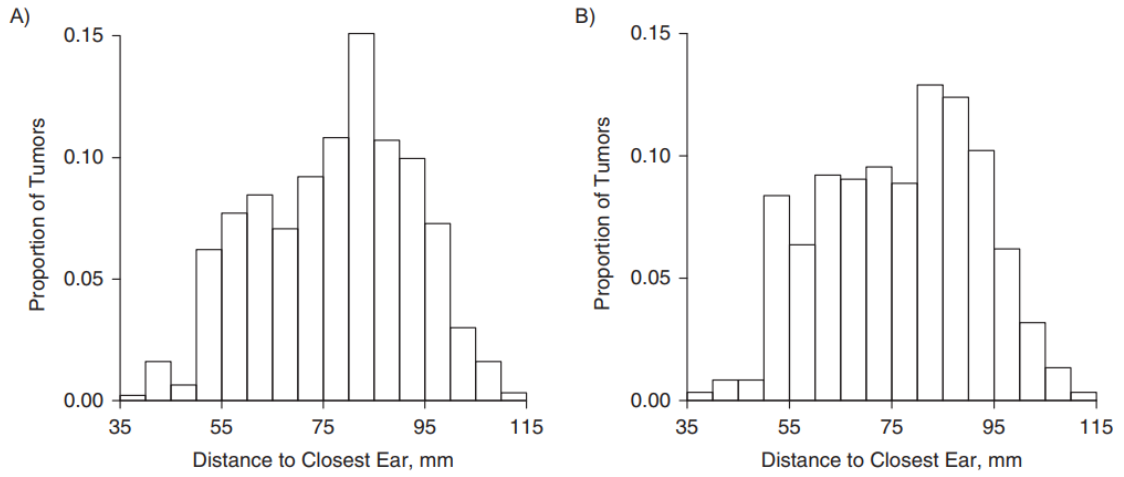 A)
0.15
0.10
0.05
0.00
Proportion of Tumors
35 55 75 95 115
Distance to Closest Ear, mm
B)
0.15
0.10
0.05
0.00
Proportion of Tumors
35 55 75 95 115
Distance to Closest Ear, mm